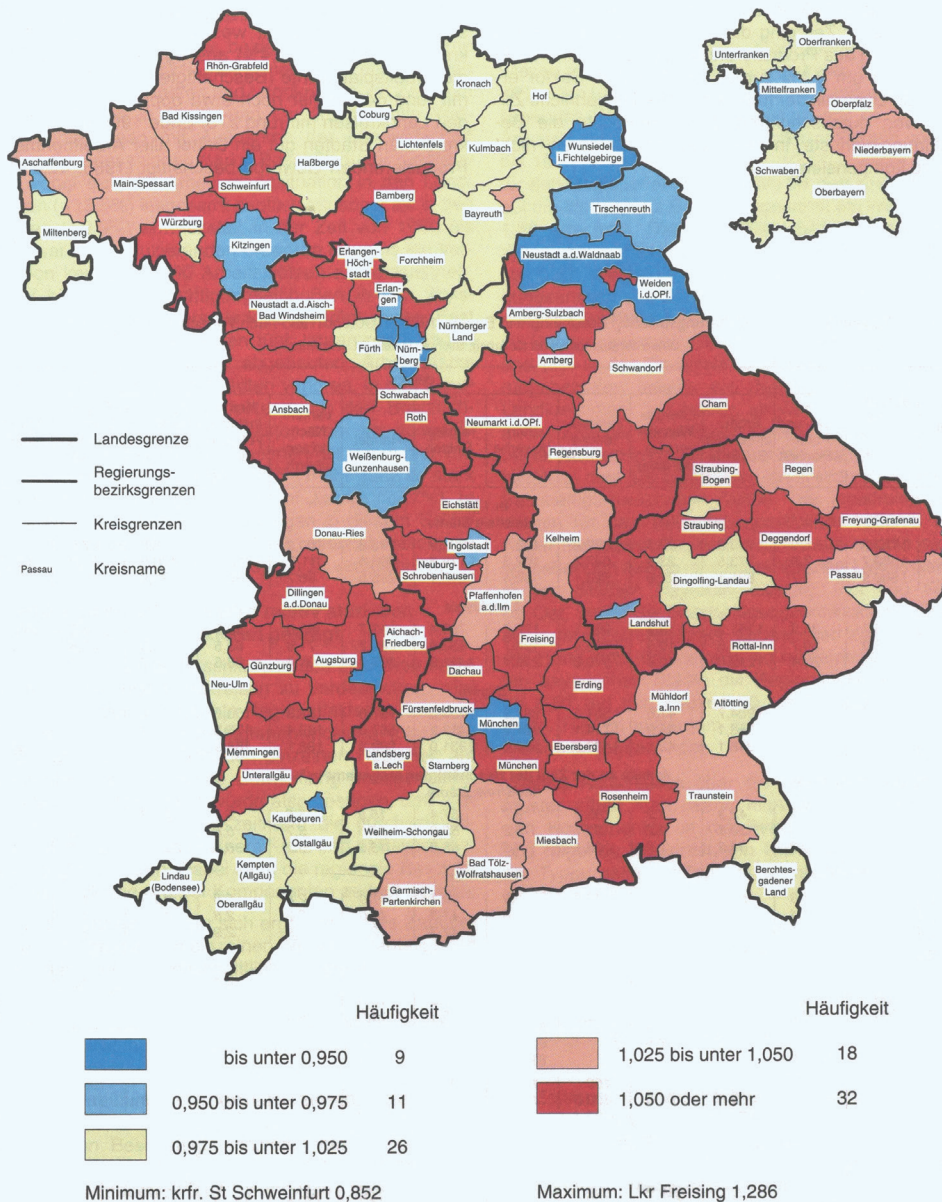 Rhön-Grabfeld
Bad Kissingen
Coburg
Kronach
Hof
Lichtenfels
Kulmbach
Wunsiedel
i.Fichtelgebirge
Aschaffenburg
Main-Spessart
Schweinfurt
Haßberge
Bamberg
Bayreuth
Tirschenreuth
Miltenberg
Würzburg
Kitzingen
Erlangen-
Höch-
stadt
Forchheim
Neustadt a.d.Waldnaab
Weiden
i.d.OPf.
Neustadt a.d.Aisch-
Bad Windsheim
Erlan-
gen
Fürth
Nürn-
berg
Nürnberger
Land
Amberg-Sulzbach
Amberg
Schwandorf
Ansbach
Schwabach
Roth
Neumarkt i.d.OPf.
Cham
Weißenburg-
Gunzenhausen
Regensburg
Straubing-
Bogen
Regen
Straubing
Deggendorf
Freyung-Grafenau
Eichstätt
Donau-Ries
Ingolstadt
Neuburg-
Schrobenhausen
Kelheim
Dingolfing-Landau
Passau
Pfaffenhofen
a.d.Ilm
Dillingen
a.d.Donau
Aichach-
Friedberg
Landshut
Rottal-Inn
Günzburg
Augsburg
Freising
Neu-Ulm
Dachau
Erding
Mühldorf
a.Inn
Altötting
Fürstenfeldbruck
München
Memmingen
Unterallgäu
Landsberg
a.Lech
Starnberg
München
Ebersberg
Rosenheim
Traunstein
Kaufbeuren
Ostallgäu
Weilheim-Schongau
Miesbach
Kempten
(Allgäu)
Lindau
(Bodensee)
Oberallgäu
Garmisch-
Partenkirchen
Bad Tölz-
Wolfratshausen
Berchtes-
gadener
Land
Unterfranken
Oberfranken
Mittelfranken
Oberpfalz
Niederbayern
Schwaben
Oberbayern
Landesgrenze
Regierungs-
bezirksgrenzen
Kreisgrenzen
Passau Kreisname
Häufigkeit
bis unter 0,950 9
0,950 bis unter 0,975 11
0,975 bis unter 1,025 26
Häufigkeit
1,025 bis unter 1,050 18
1,050 oder mehr 32
Minimum: krfr. St Schweinfurt 0,852
Maximum: Lkr Freising 1,286